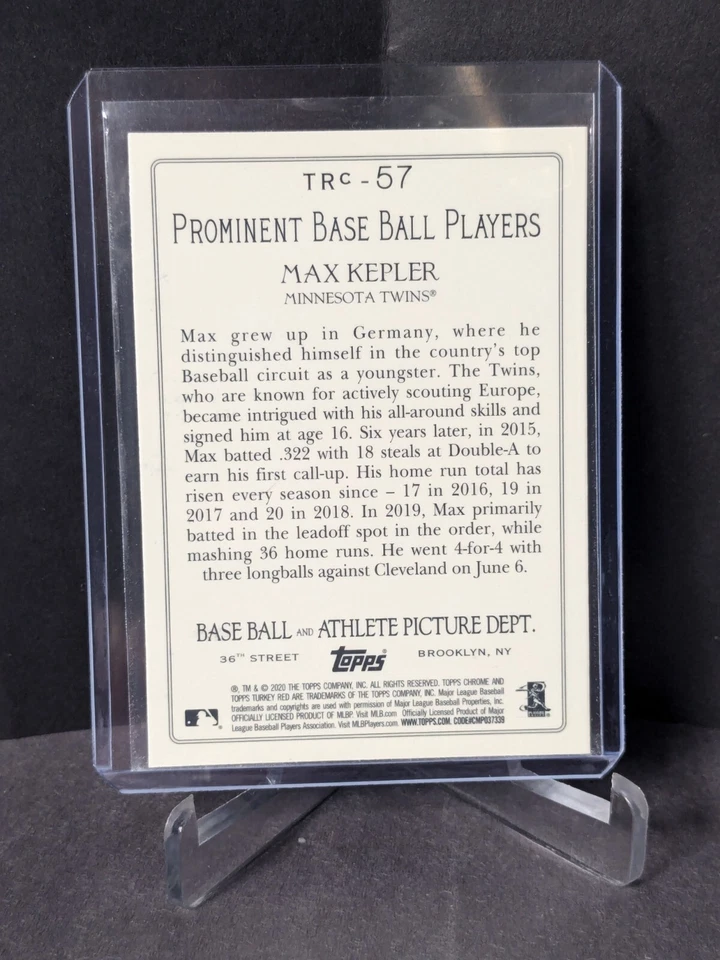 TRC-57
PROMINENT BASE BALL PLAYERS
MAX KEPLER
MINNESOTA TWINS®
Max grew up in Germany, where he
distinguished himself in the country's top
Baseball circuit as a youngster. The Twins,
who are known for actively scouting Europe,
became intrigued with his all-around skills and
signed him at age 16. Six years later, in 2015,
Max batted .322 with 18 steals at Double-A to
earn his first call-up. His home run total has
risen every season since – 17 in 2016, 19 in
2017 and 20 in 2018. In 2019, Max primarily
batted in the leadoff spot in the order, while
mashing 36 home runs. He went 4-for-4 with
three longballs against Cleveland on June 6.
BASE BALL AND ATHLETE PICTURE DEPT.
36TH STREET Topps® BROOKLYN, NY
®, TM & © 2020 THE TOPPS COMPANY, INC. ALL RIGHTS RESERVED. TOPPS CHROME AND
TOPPS TURKEY RED ARE TRADEMARKS OF THE TOPPS COMPANY, INC. Major League Baseball
trademarks and copyrights are used with permission of Major League Baseball Properties, Inc.
OFFICIALLY LICENSED PRODUCT OF MLBP. Visit MLB.com Officially Licensed Product of Major
League Baseball Players Association. Visit MLBPlayers.com WWW.TOPPS.COM. CODE#CMP037339